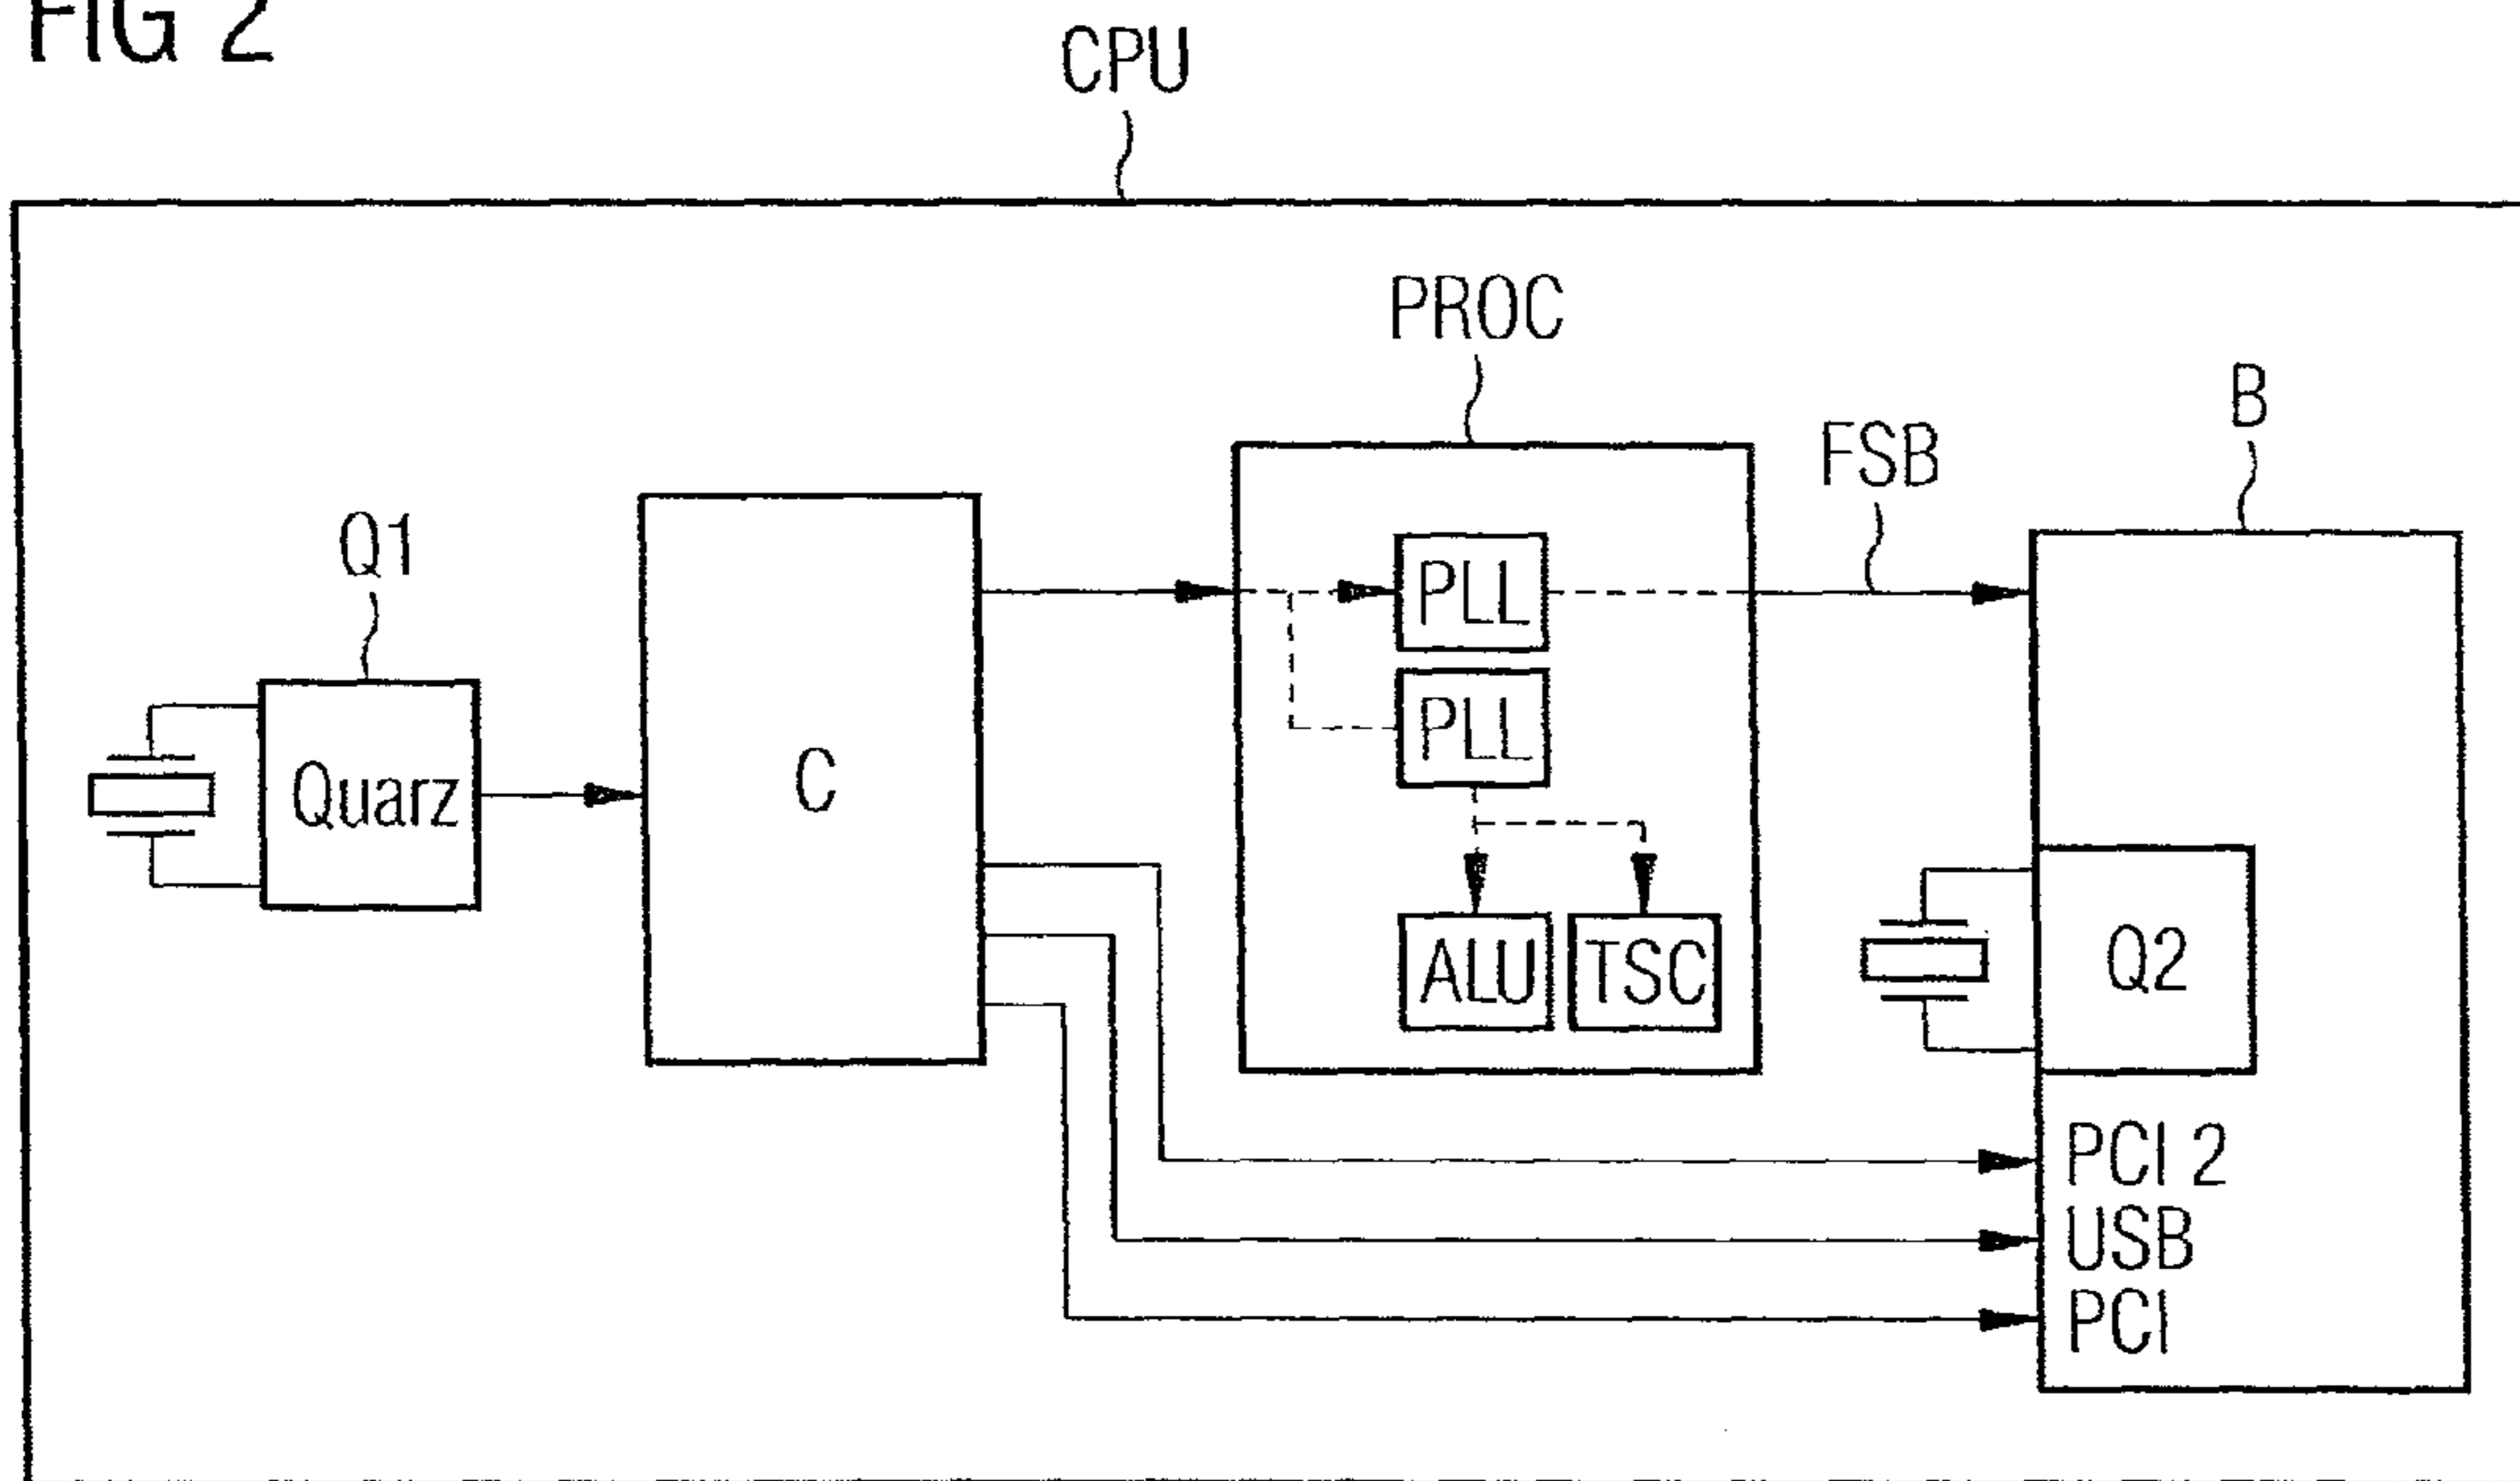 FIG 2
CPU
PROC
B
FSB
Q1
PLL
PLL
C
Quarz
ALU
TSC
Q2
PCI 2
USB
PCI